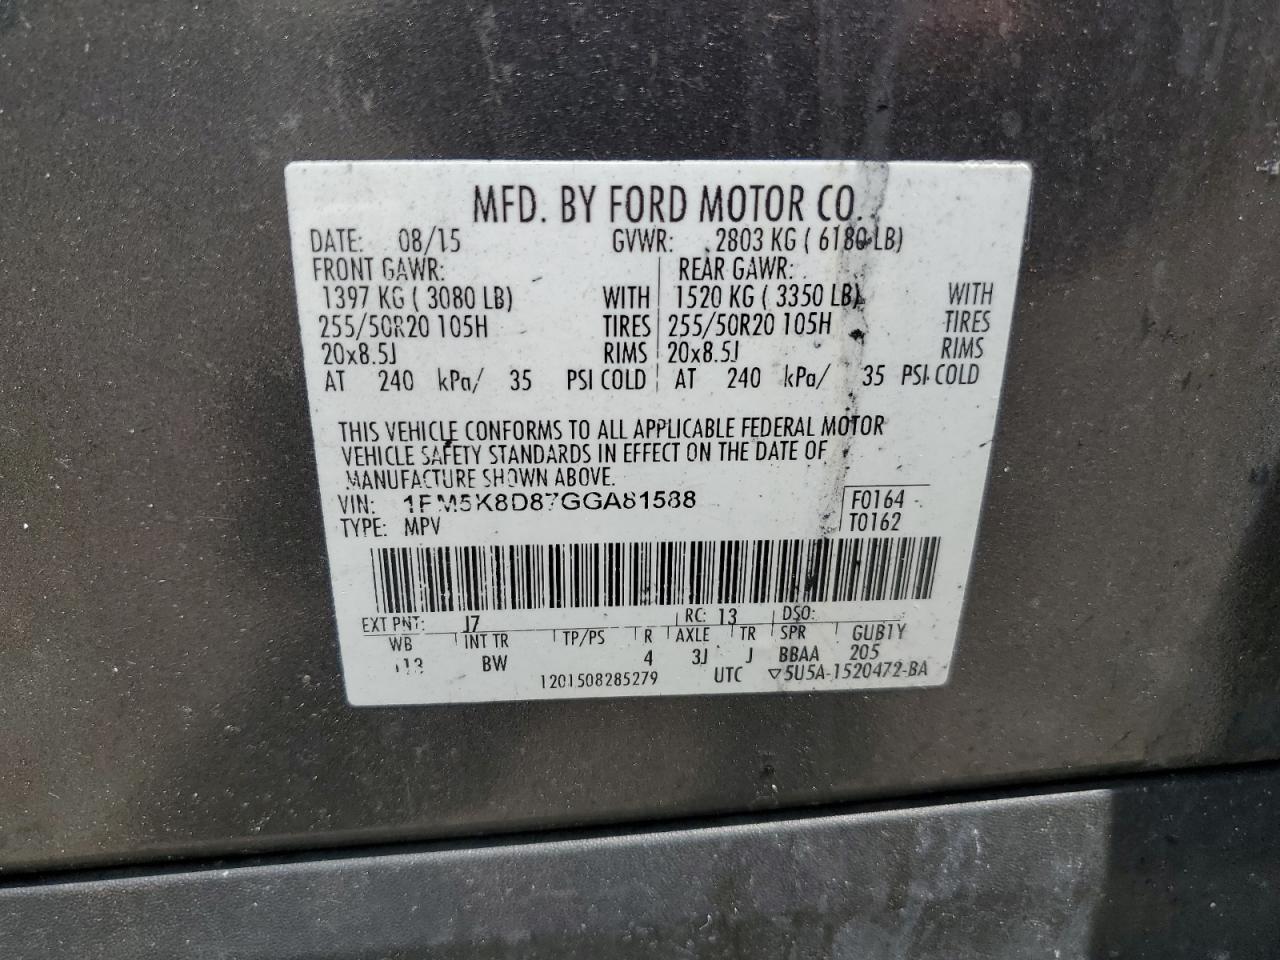 MFD. BY FORD MOTOR CO.
DATE: 08/15 GVWR: 2803 KG ( 6180 LB)
FRONT GAWR: REAR GAWR:
1397 KG ( 3080 LB) WITH 1520 KG ( 3350 LB) WITH
255/50R20 105H TIRES 255/50R20 105H TIRES
20x8.5J RIMS 20x8.5J RIMS
AT 240 kPa/ 35 PSI COLD AT 240 kPa/ 35 PSI COLD
THIS VEHICLE CONFORMS TO ALL APPLICABLE FEDERAL MOTOR
VEHICLE SAFETY STANDARDS IN EFFECT ON THE DATE OF
MANUFACTURE SHOWN ABOVE.
VIN: 1FM5K8D87GGA81588 F0164
TYPE: MPV T0162
EXT PNT: J7 RC: 13 DSO:
WB INT TR TP/PS R AXLE TR SPR GUB1Y
113 BW 4 3J J BBAA 205
1201508285279 UTC ▽5U5A-1520472-BA